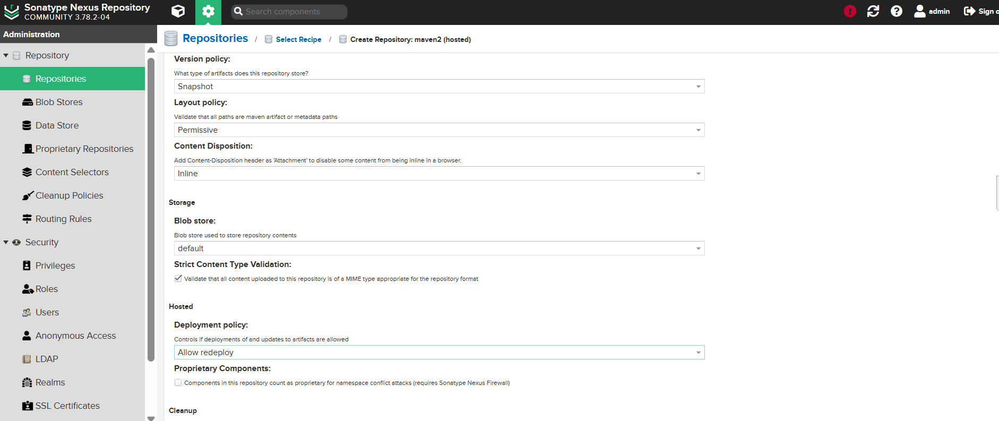 Sonatype Nexus Repository
COMMUNITY 3.78.2-04
Search components
admin
Sign o
Administration
Repositories / Select Recipe / Create Repository: maven2 (hosted)
Repository
Repositories
Blob Stores
Data Store
Proprietary Repositories
Content Selectors
Cleanup Policies
Routing Rules
Security
Privileges
Roles
Users
Anonymous Access
LDAP
Realms
SSL Certificates
Version policy:
What type of artifacts does this repository store?
Snapshot
Layout policy:
Validate that all paths are maven artifact or metadata paths
Permissive
Content Disposition:
Add Content-Disposition header as 'Attachment' to disable some content from being inline in a browser.
Inline
Storage
Blob store:
Blob store used to store repository contents
default
Strict Content Type Validation:
Validate that all content uploaded to this repository is of a MIME type appropriate for the repository format
Hosted
Deployment policy:
Controls if deployments of and updates to artifacts are allowed
Allow redeploy
Proprietary Components:
Components in this repository count as proprietary for namespace conflict attacks (requires Sonatype Nexus Firewall)
Cleanup